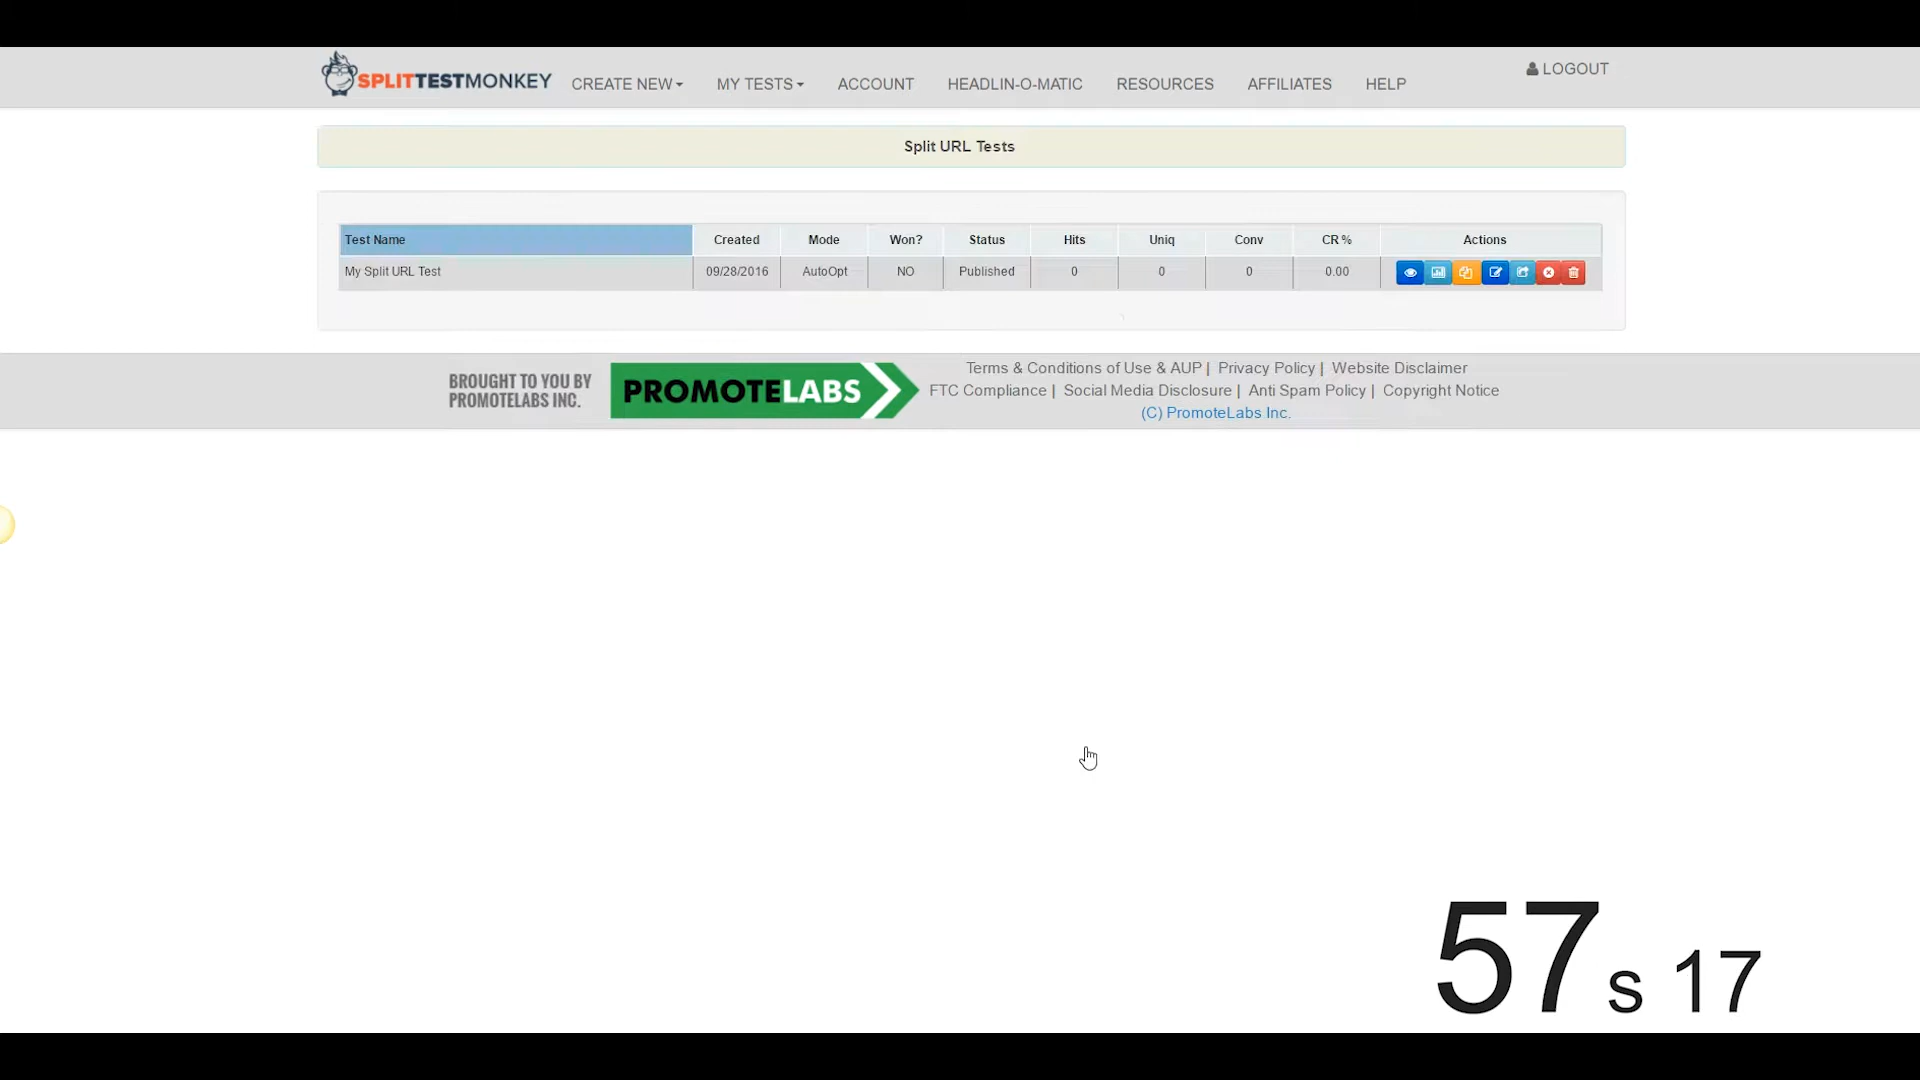 SPLITTESTMONKEY
CREATE NEW
MY TESTS
ACCOUNT
HEADLIN-O-MATIC
RESOURCES
AFFILIATES
HELP
LOGOUT
Split URL Tests
Test Name Created Mode Won? Status Hits Uniq Conv CR % Actions
My Split URL Test 09/28/2016 AutoOpt NO Published 0 0 0 0.00
BROUGHT TO YOU BY
PROMOTELABS INC.
PROMOTELABS
Terms & Conditions of Use & AUP | Privacy Policy | Website Disclaimer
FTC Compliance | Social Media Disclosure | Anti Spam Policy | Copyright Notice
(C) PromoteLabs Inc.
57 s 17